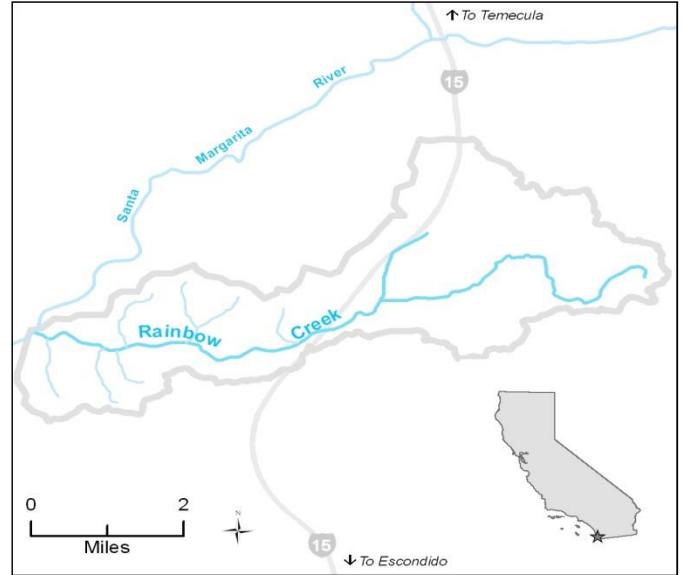 ↑ To Temecula
15
River
Margarita
Santa
Rainbow Creek
0 2
Miles
N
15
↓ To Escondido